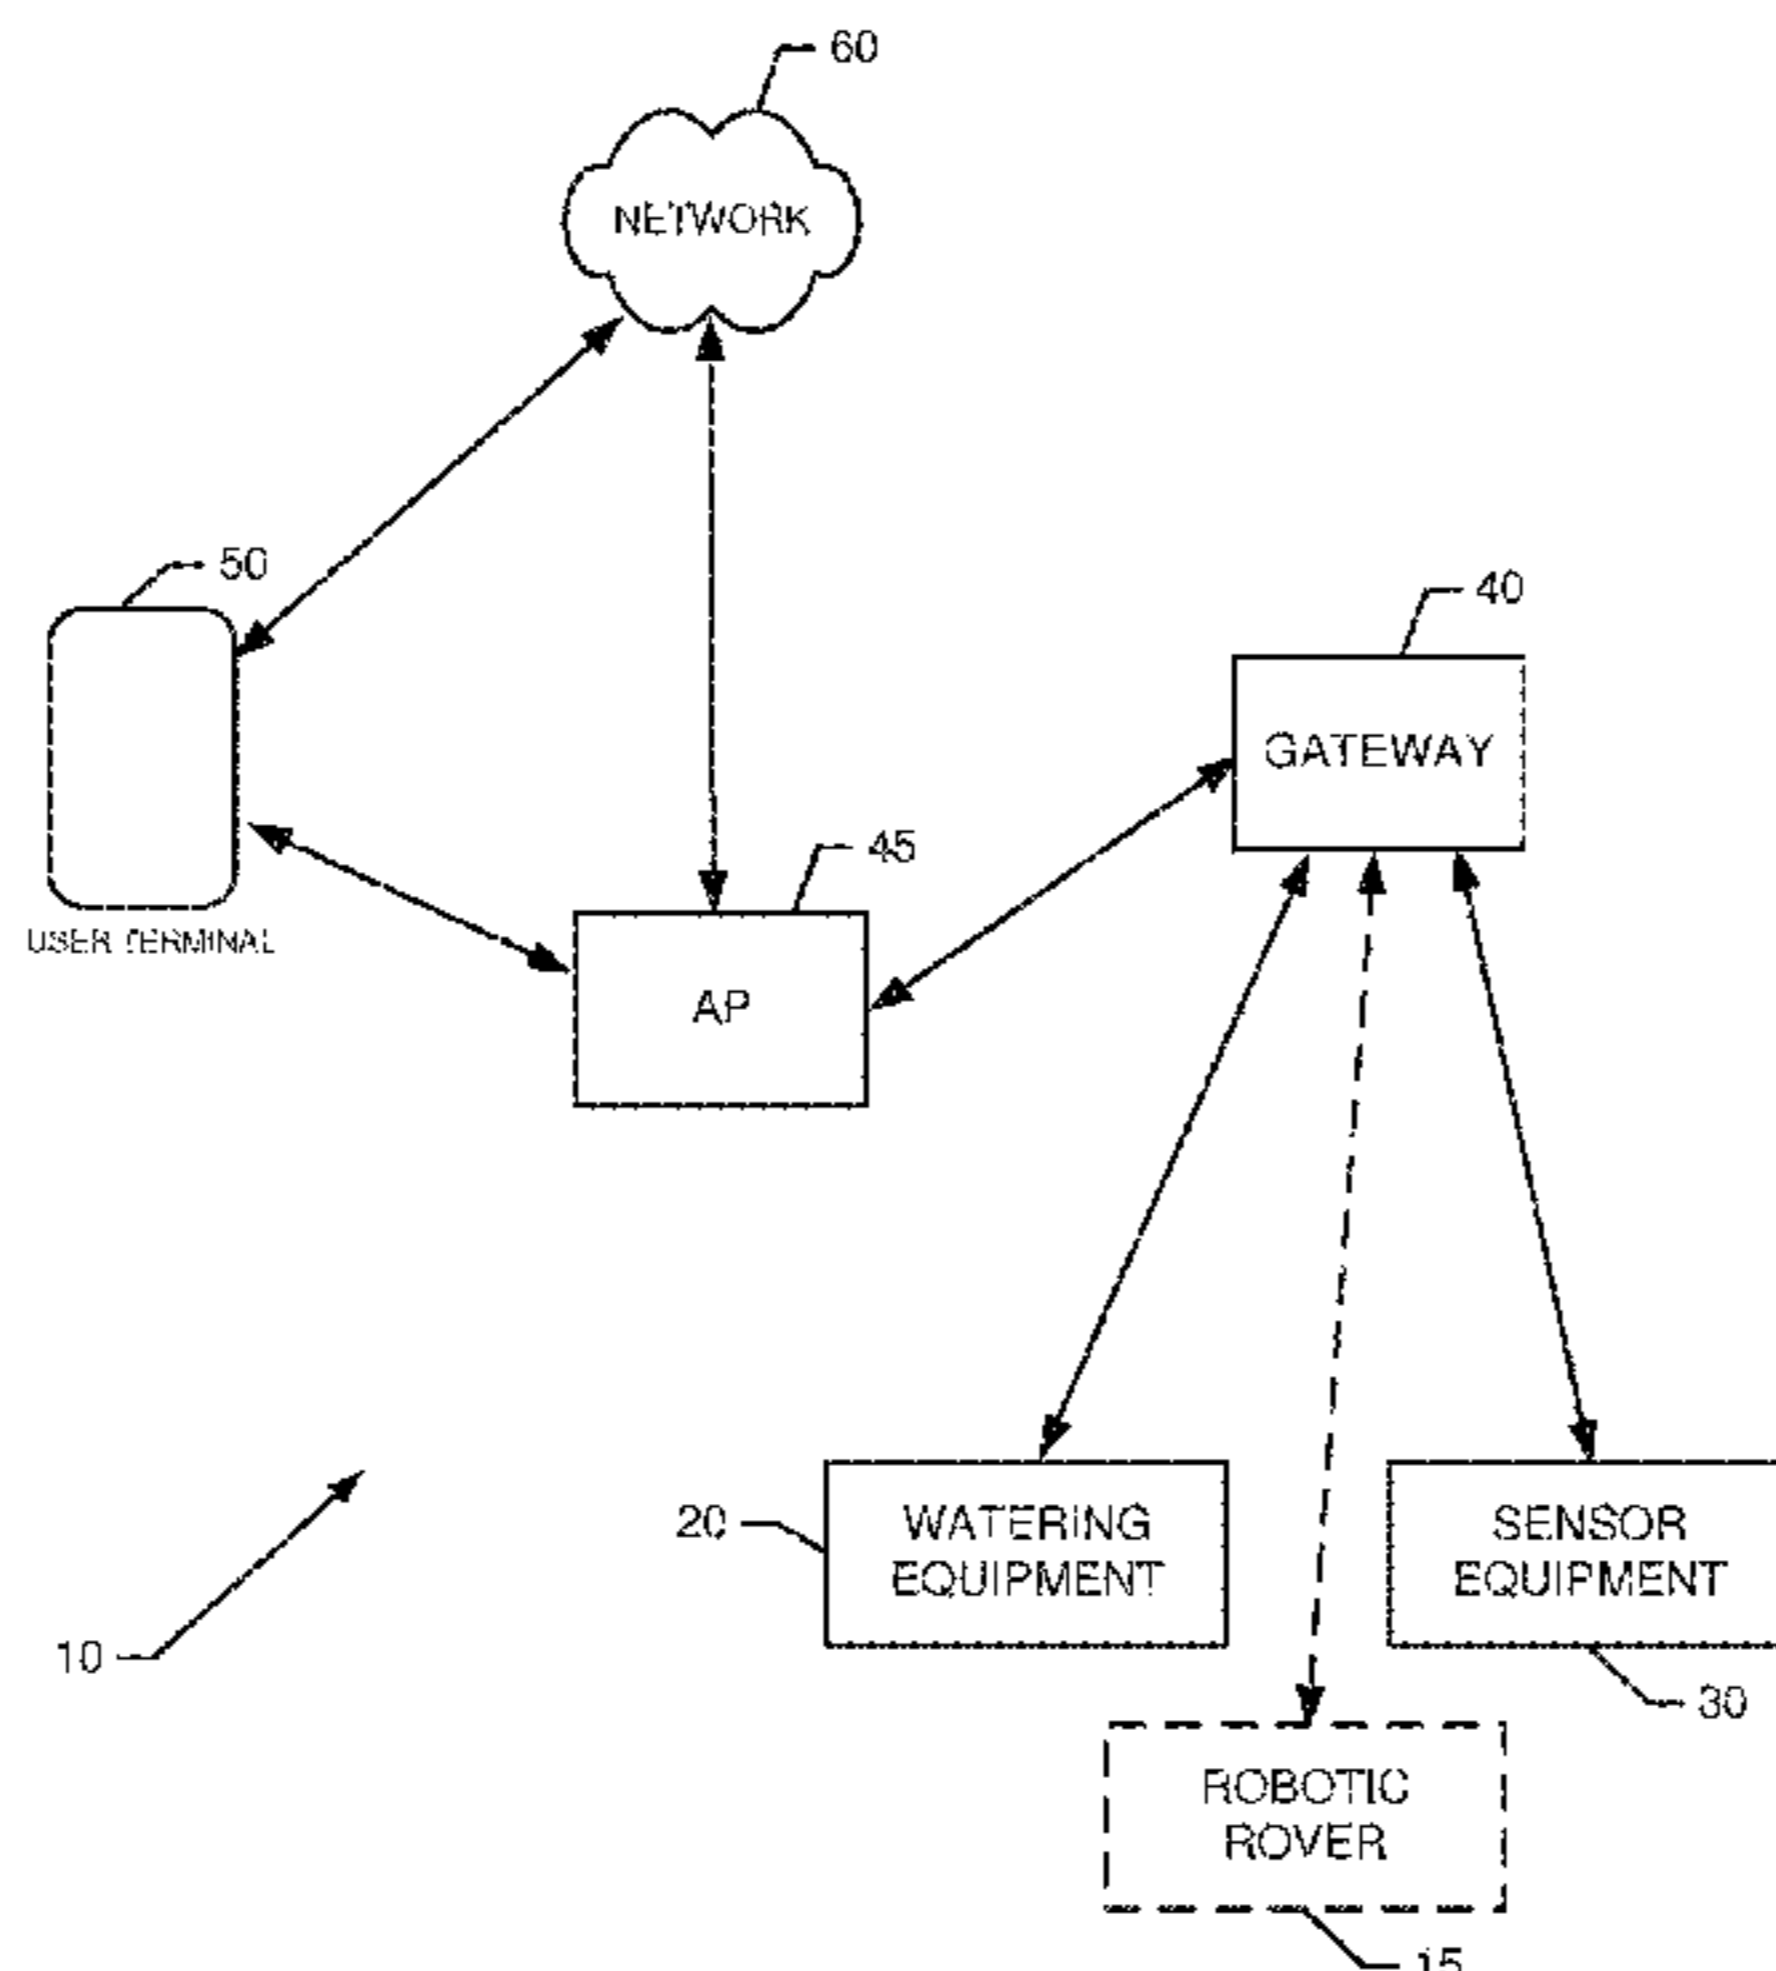 60
NETWORK
50
40
GATEWAY
45
USER TERMINAL
AP
20
WATERING
EQUIPMENT
SENSOR
EQUIPMENT
10
30
ROBOTIC
ROVER
15